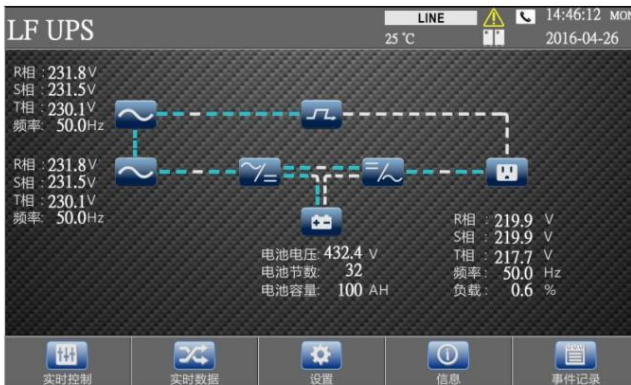 LF UPS
LINE
25 ℃
14:46:12 MON
2016-04-26
R相 : 231.8V
S相 : 231.5V
T相 : 230.1V
频率: 50.0Hz
R相 : 231.8V
S相 : 231.5V
T相 : 230.1V
频率: 50.0Hz
电池电压: 432.4 V
电池节数: 32
电池容量: 100 AH
R相 : 219.9 V
S相 : 219.9 V
T相 : 217.7 V
频率: 50.0 Hz
负载: 0.6 %
实时控制
实时数据
设置
信息
事件记录